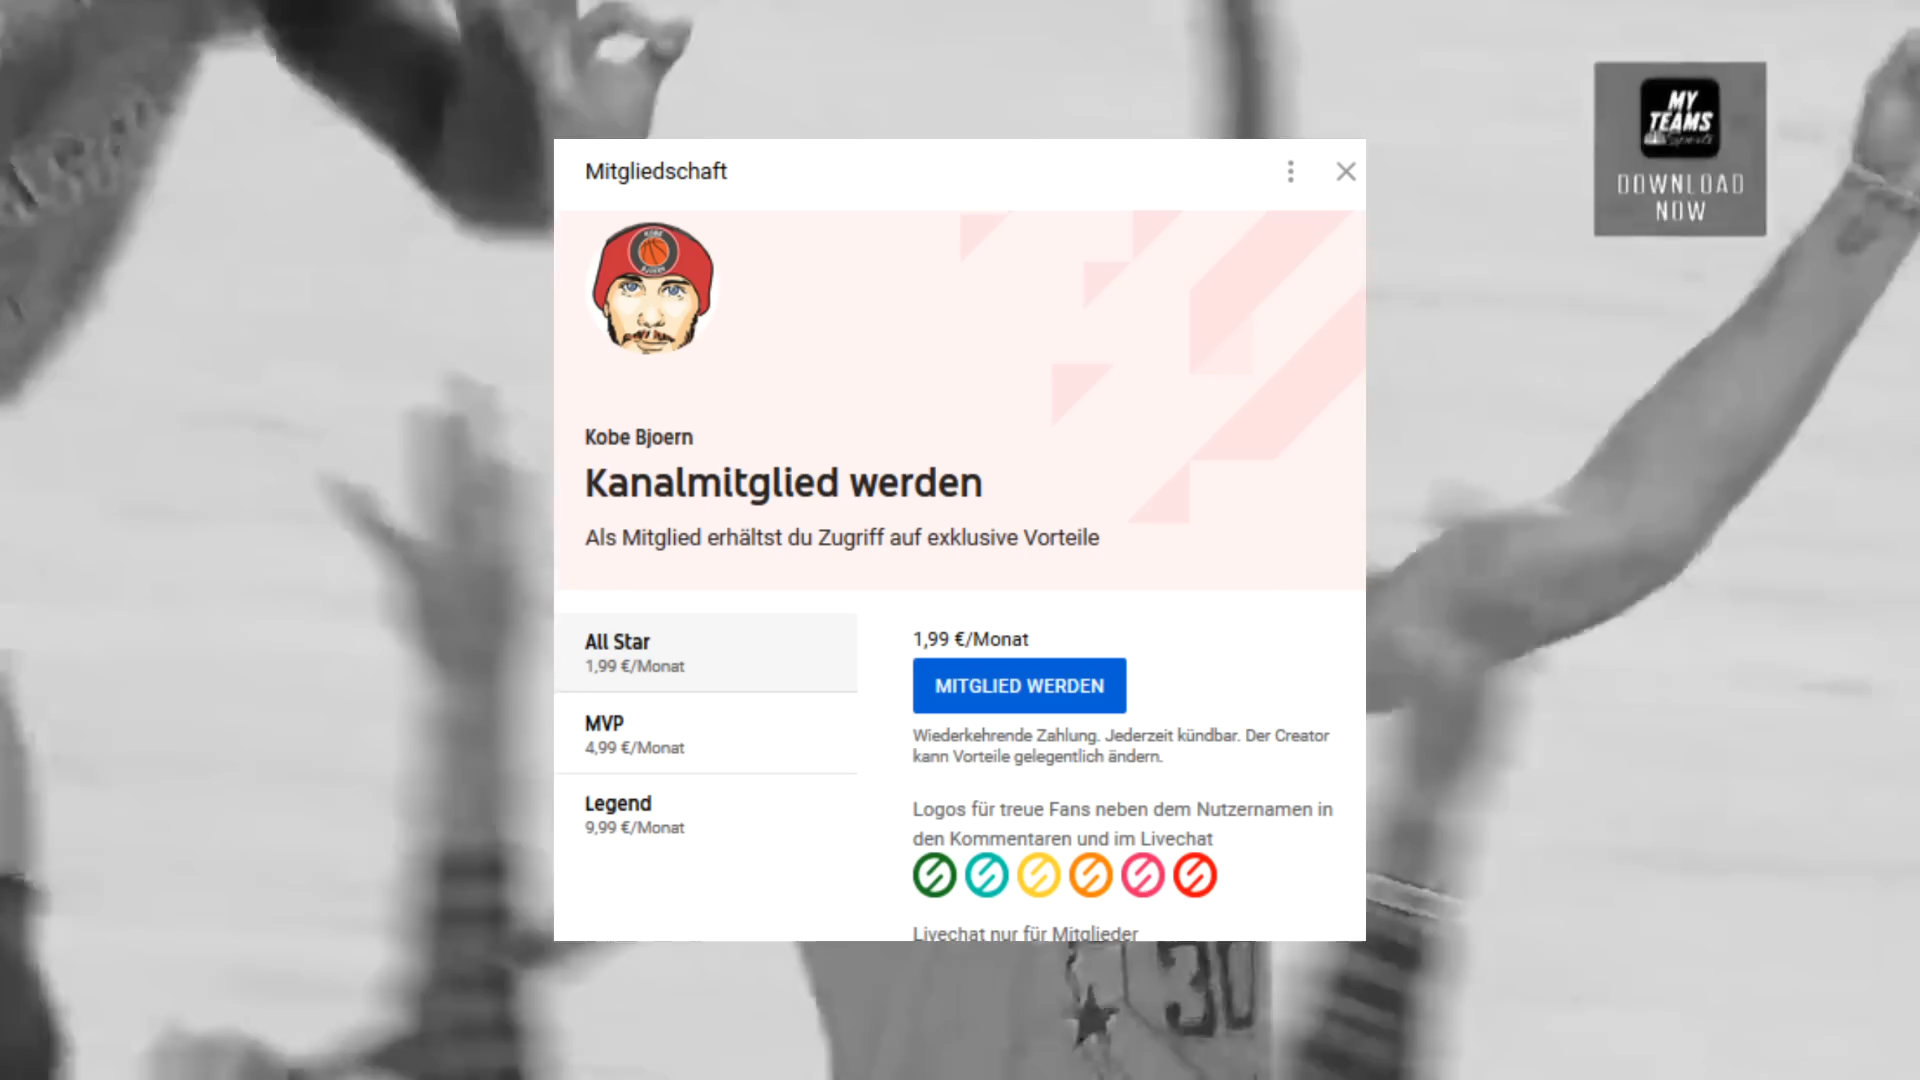 MY
TEAMS
DOWNLOAD
NOW
Mitgliedschaft
KOBE
BJOERN
Kobe Bjoern
Kanalmitglied werden
Als Mitglied erhältst du Zugriff auf exklusive Vorteile
All Star
1,99 €/Monat
MVP
4,99 €/Monat
Legend
9,99 €/Monat
1,99 €/Monat
MITGLIED WERDEN
Wiederkehrende Zahlung. Jederzeit kündbar. Der Creator
kann Vorteile gelegentlich ändern.
Logos für treue Fans neben dem Nutzernamen in
den Kommentaren und im Livechat
Livechat nur für Mitglieder
30